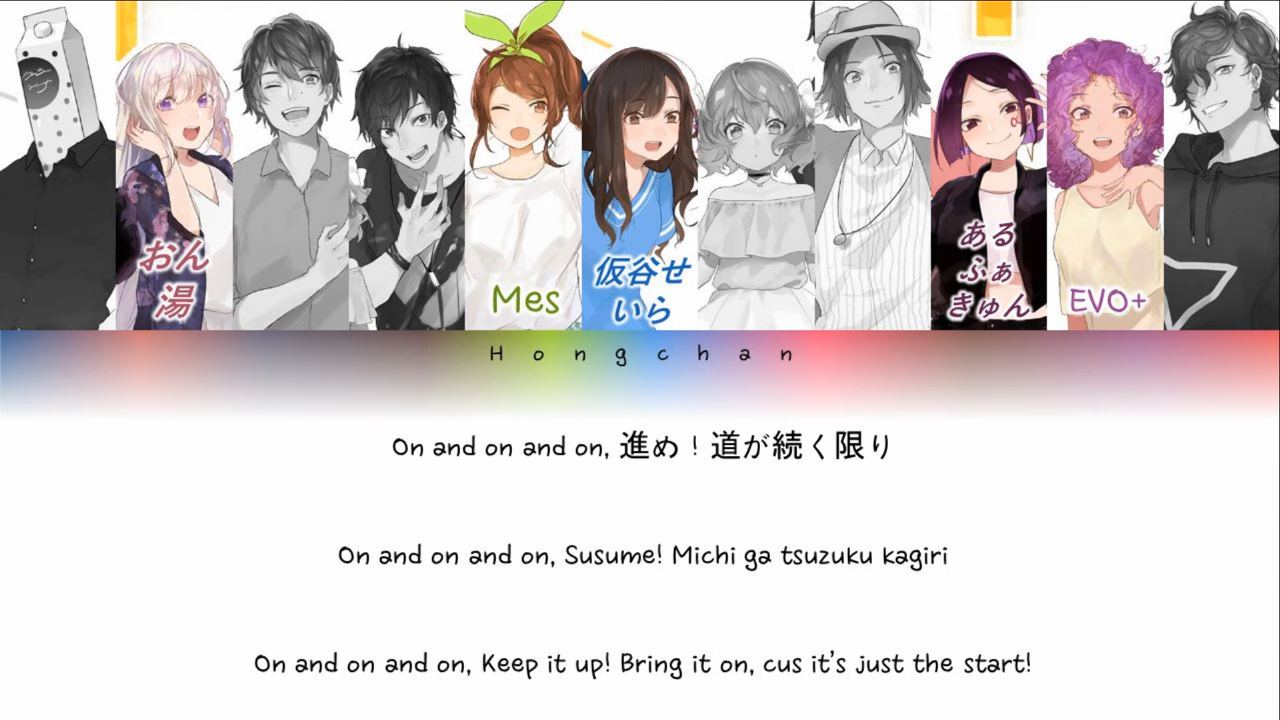 おん
湯
Mes
仮谷せ
いら
ある
ふぁ
きゅん
EVO+
Hongchan
On and on and on, 進め！道が続く限り
On and on and on, Susume! Michi ga tsuzuku kagiri
On and on and on, Keep it up! Bring it on, cus it's just the start!